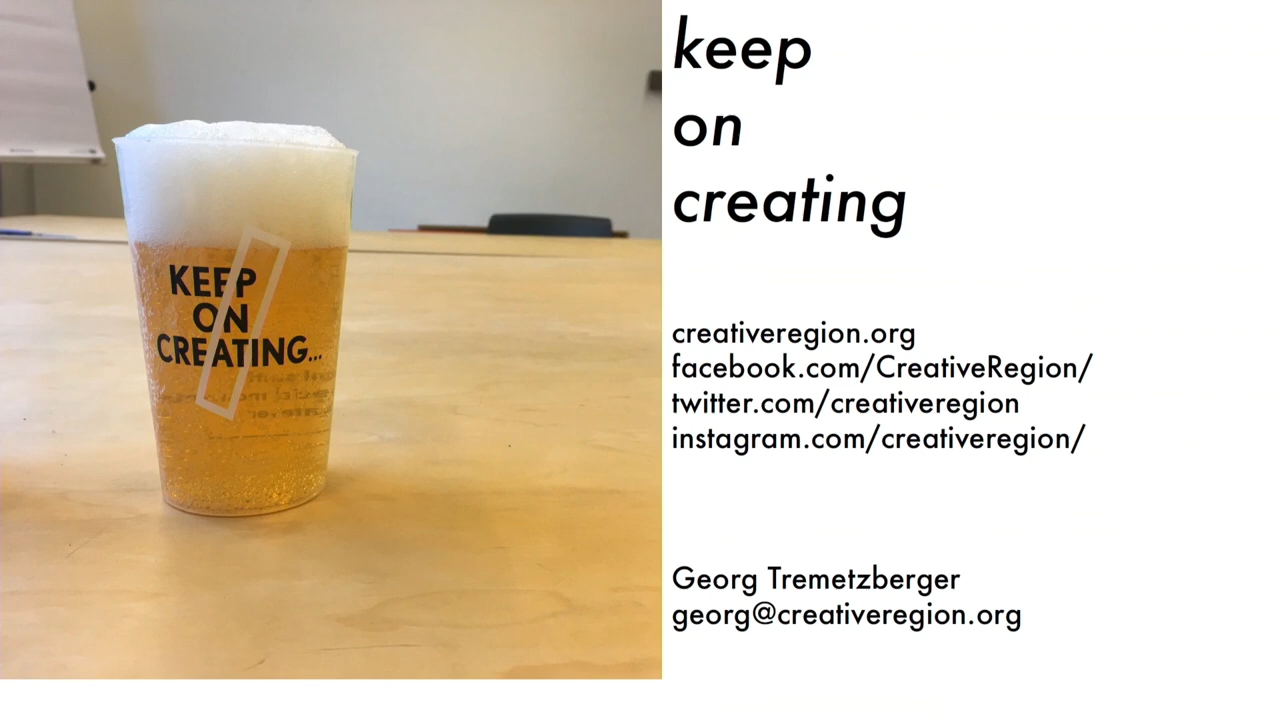 KEEP
ON
CREATING...
keep
on
creating
creativeregion.org
facebook.com/CreativeRegion/
twitter.com/creativeregion
instagram.com/creativeregion/
Georg Tremetzberger
georg@creativeregion.org